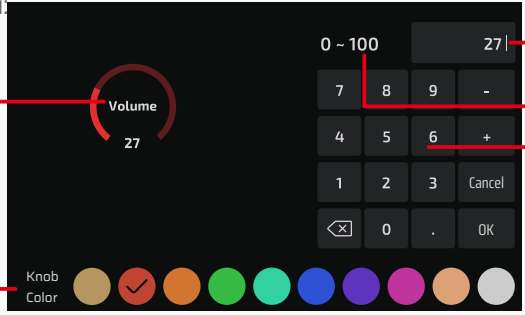 Volume
27
0 ~ 100
27
7 8 9 -
4 5 6 +
1 2 3 Cancel
0 . OK
Knob
Color